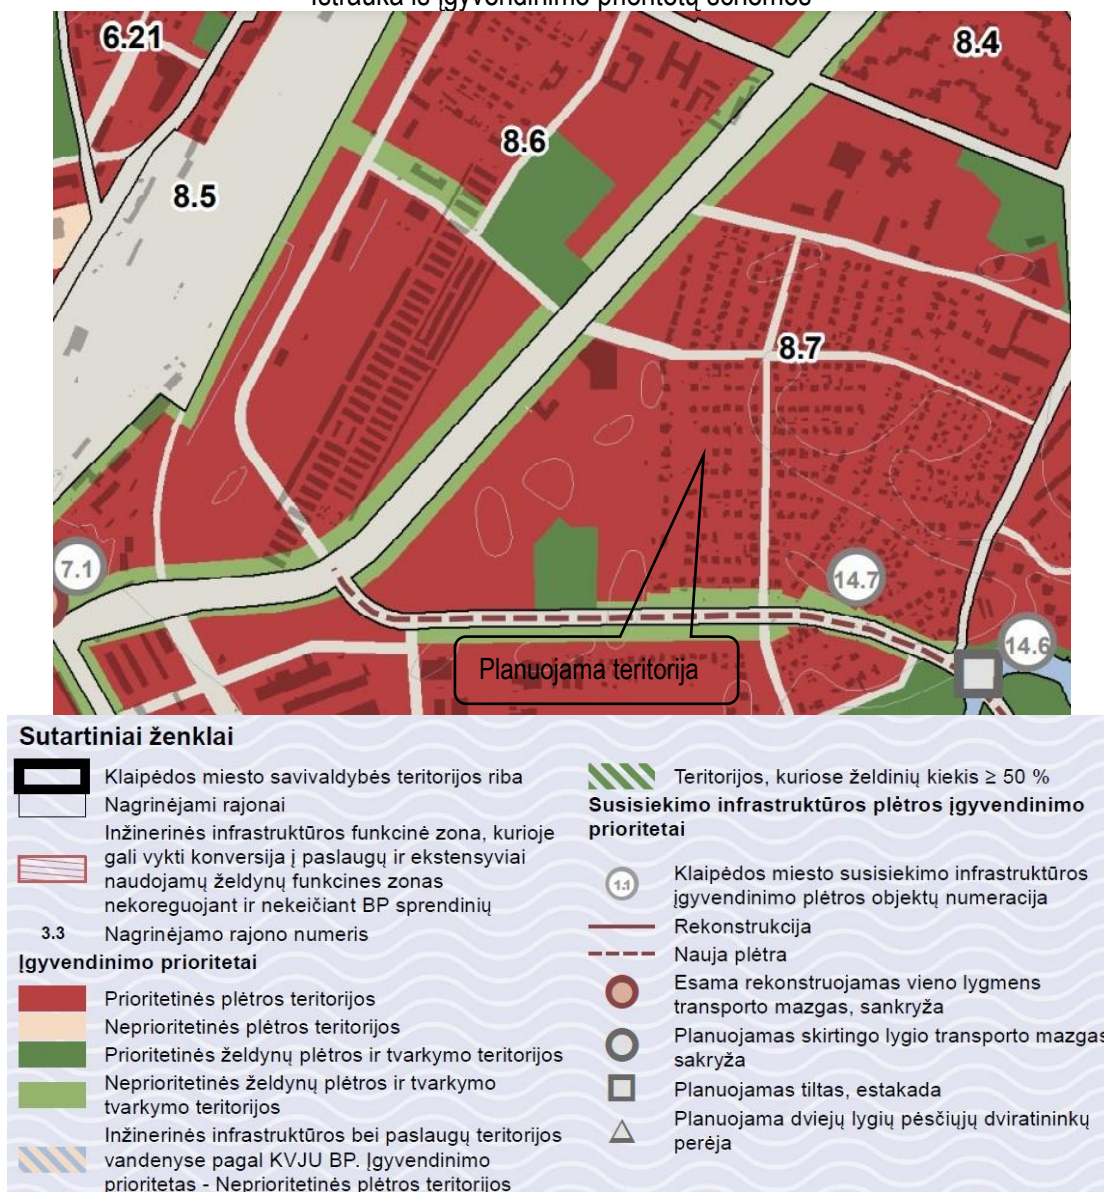 Ištrauka iš įgyvendinimo prioritetų schemos
6.21
8.4
8.6
8.5
8.7
7.1
14.7
14.6
Planuojama teritorija
Sutartiniai ženklai
Klaipėdos miesto savivaldybės teritorijos riba
Nagrinėjami rajonai
Inžinerinės infrastruktūros funkcinė zona, kurioje
gali vykti konversija į paslaugų ir ekstensyviai
naudojamų želdynų funkcines zonas
nekoreguojant ir nekeičiant BP sprendinių
3.3 Nagrinėjamo rajono numeris
Įgyvendinimo prioritetai
Prioritetinės plėtros teritorijos
Neprioritetinės plėtros teritorijos
Prioritetinės želdynų plėtros ir tvarkymo teritorijos
Neprioritetinės želdynų plėtros ir tvarkymo
tvarkymo teritorijos
Inžinerinės infrastruktūros bei paslaugų teritorijos
vandenyse pagal KVJU BP. Įgyvendinimo
prioritetas - Neprioritetinės plėtros teritorijos
Teritorijos, kuriose želdinių kiekis ≥ 50 %
Susisiekimo infrastruktūros plėtros įgyvendinimo
prioritetai
1.1 Klaipėdos miesto susisiekimo infrastruktūros
įgyvendinimo plėtros objektų numeracija
Rekonstrukcija
Nauja plėtra
Esama rekonstruojamas vieno lygmens
transporto mazgas, sankryža
Planuojamas skirtingo lygio transporto mazgas
sakryža
Planuojamas tiltas, estakada
Planuojama dviejų lygių pėsčiųjų dviratininkų
perėja